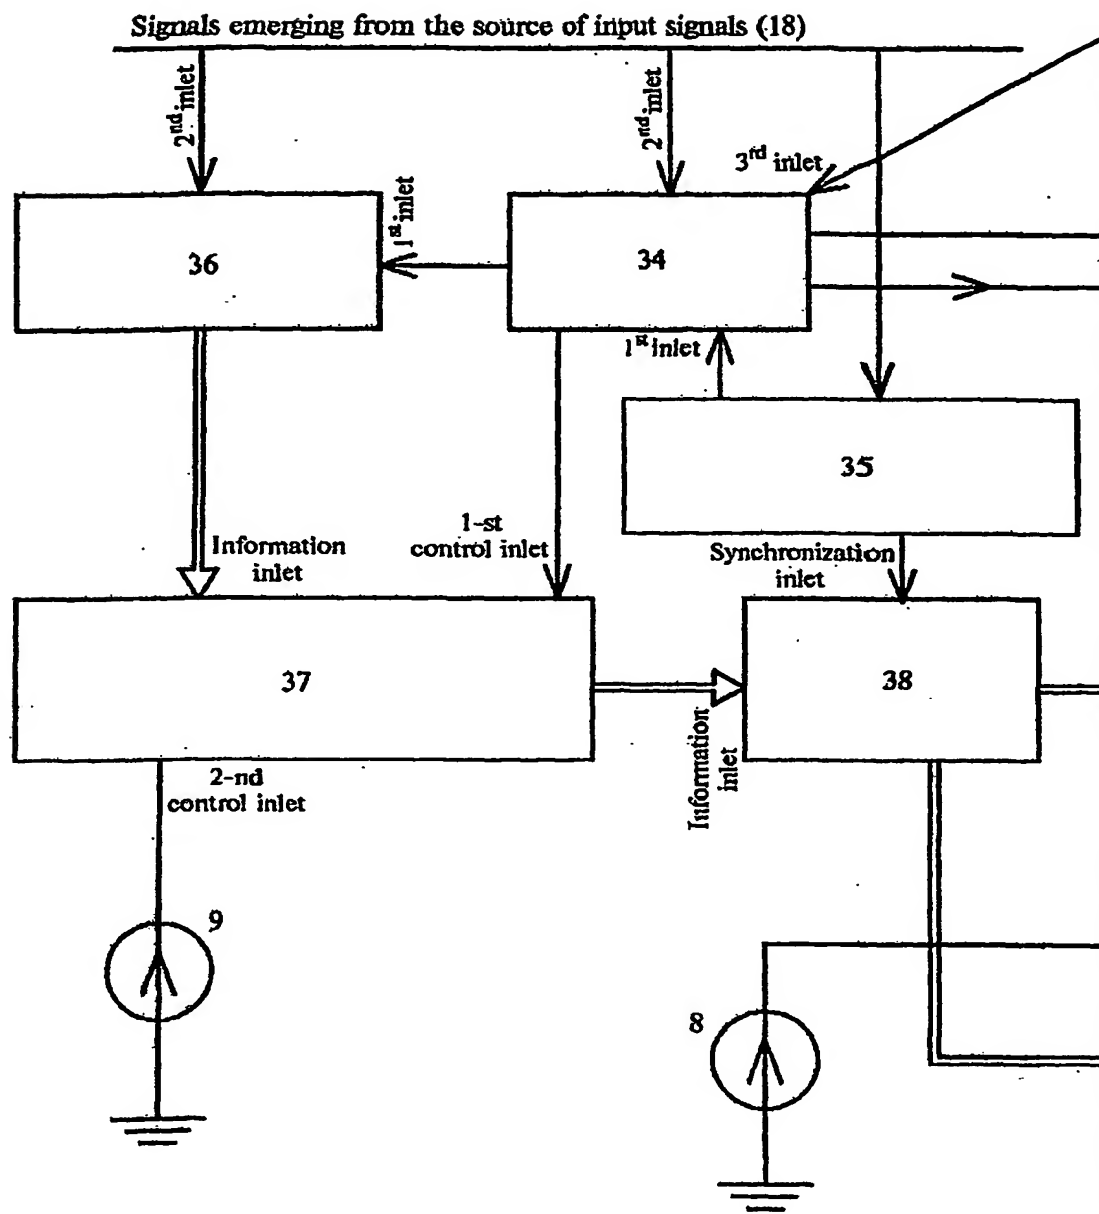 Signals emerging from the source of input signals (18)
2nd inlet
2nd inlet
3rd inlet
1st inlet
36
34
1st inlet
35
Information
inlet
1-st
control inlet
Synchronization
inlet
37
38
Information
inlet
2-nd
control inlet
9
8